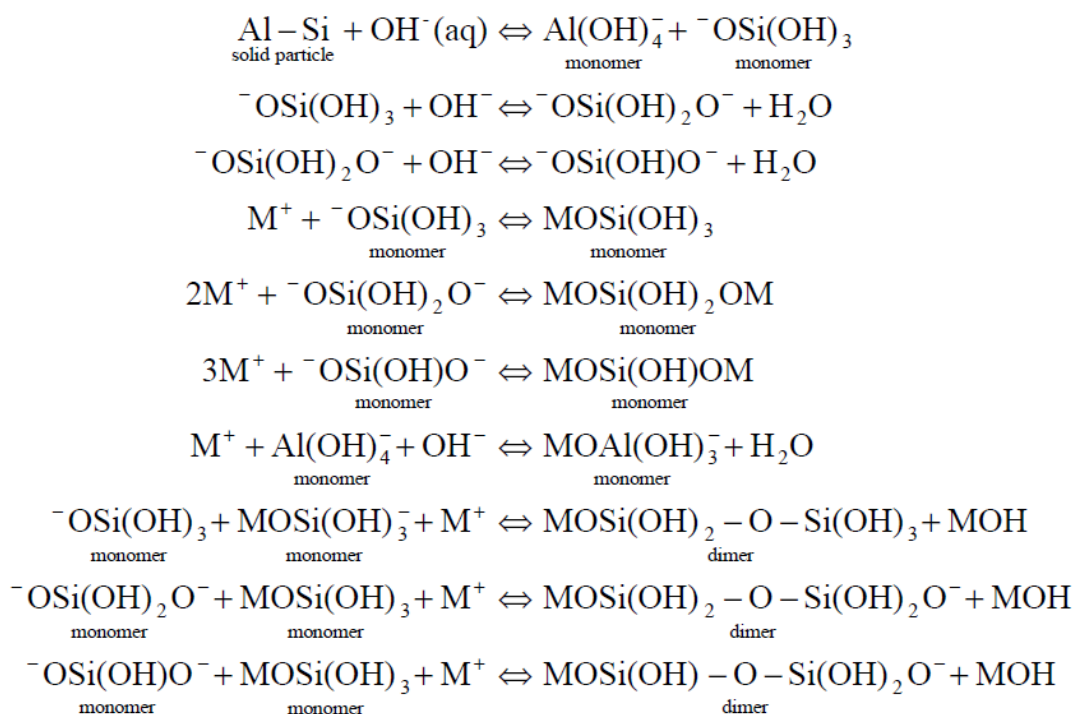 Al – Si + OH⁻(aq) ⇔ Al(OH)₄⁻ + ⁻OSi(OH)₃
solid particle monomer monomer
⁻OSi(OH)₃ + OH⁻ ⇔ ⁻OSi(OH)₂O⁻ + H₂O
⁻OSi(OH)₂O⁻ + OH⁻ ⇔ ⁻OSi(OH)O⁻ + H₂O
M⁺ + ⁻OSi(OH)₃ ⇔ MOSi(OH)₃
monomer monomer
2M⁺ + ⁻OSi(OH)₂O⁻ ⇔ MOSi(OH)₂OM
monomer monomer
3M⁺ + ⁻OSi(OH)O⁻ ⇔ MOSi(OH)OM
monomer monomer
M⁺ + Al(OH)₄⁻ + OH⁻ ⇔ MOAl(OH)₃⁻ + H₂O
monomer monomer
⁻OSi(OH)₃ + MOSi(OH)₃⁻ + M⁺ ⇔ MOSi(OH)₂ – O – Si(OH)₃ + MOH
monomer monomer dimer
⁻OSi(OH)₂O⁻ + MOSi(OH)₃ + M⁺ ⇔ MOSi(OH)₂ – O – Si(OH)₂O⁻ + MOH
monomer monomer dimer
⁻OSi(OH)O⁻ + MOSi(OH)₃ + M⁺ ⇔ MOSi(OH) – O – Si(OH)₂O⁻ + MOH
monomer monomer dimer